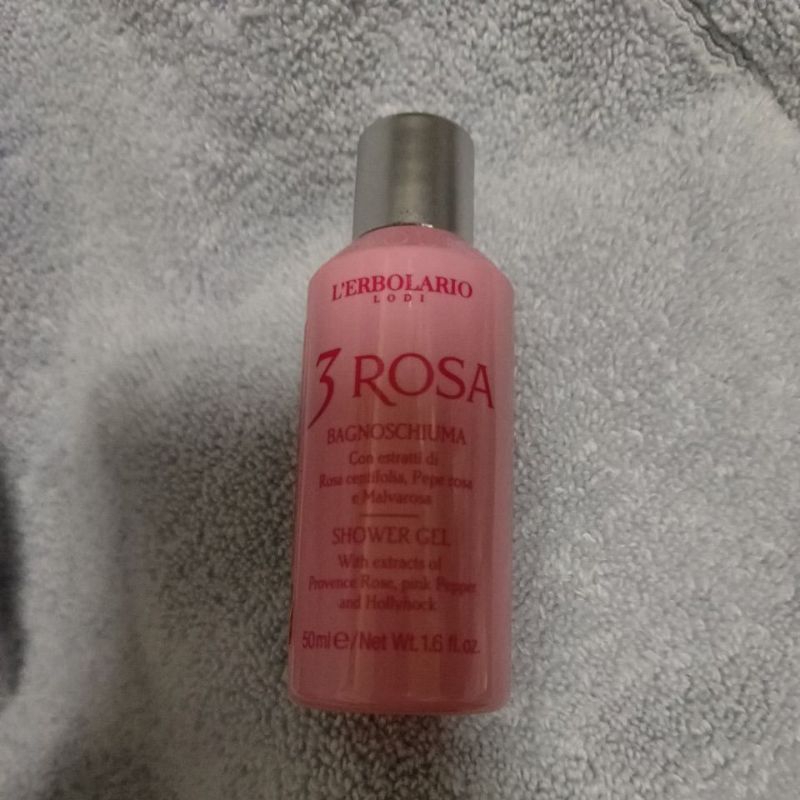 L'ERBOLARIO
LODI
3 ROSA
BAGNOSCHIUMA
Con estratti di
Rosa centifolia, Pepe rosa
e Malvarosa
SHOWER GEL
With extracts of
Provence Rose, pink Pepper
and Hollyhock
50ml e/Net Wt. 1.6 fl.oz.